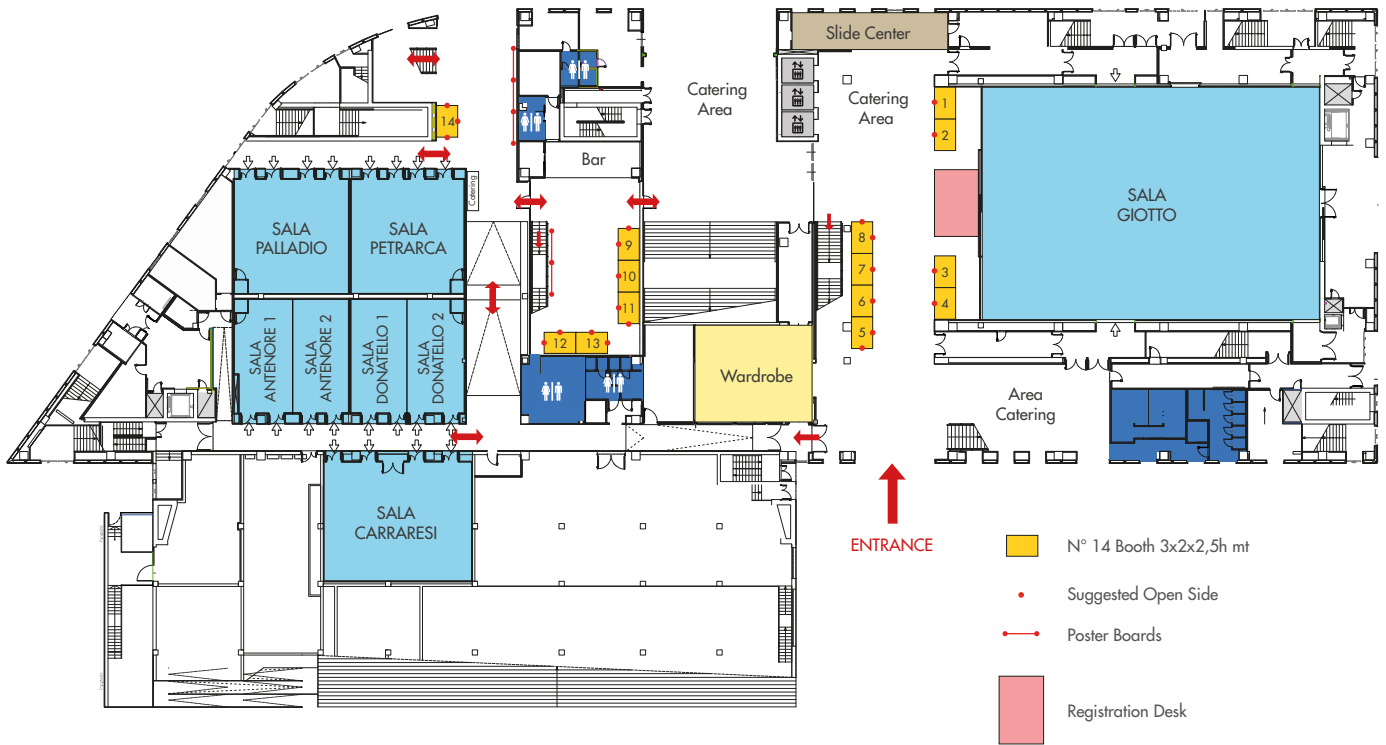 Slide Center
Catering
Area
Catering
Area
1
2
14
Bar
Catering
SALA
PALLADIO
SALA
PETRARCA
SALA
GIOTTO
9
10
11
8
7
6
5
3
4
12
13
SALA
ANTENORE 1
SALA
ANTENORE 2
SALA
DONATELLO 1
SALA
DONATELLO 2
Wardrobe
Area
Catering
SALA
CARRARESI
ENTRANCE
N° 14 Booth 3x2x2,5h mt
Suggested Open Side
Poster Boards
Registration Desk